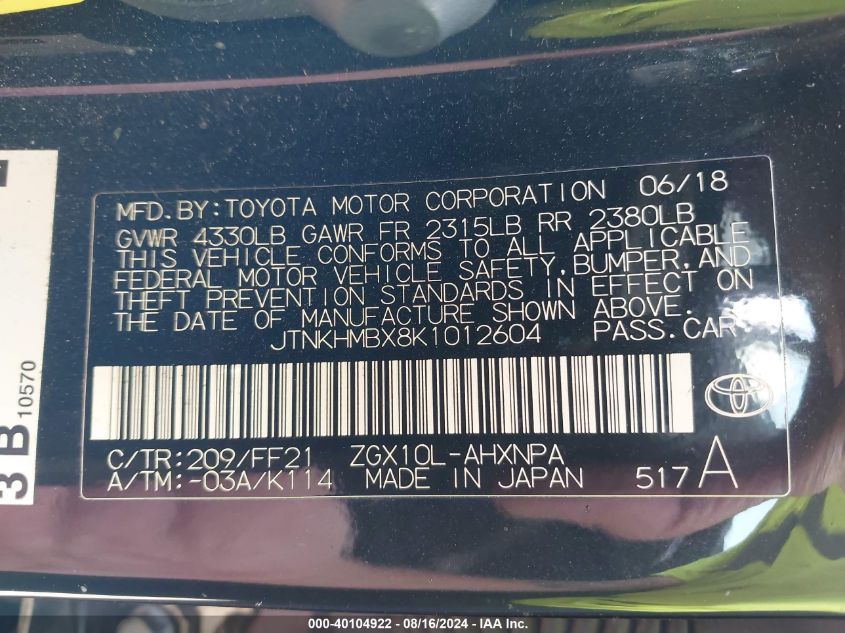 MFD.BY:TOYOTA MOTOR CORPORATION 06/18
GVWR 4330LB GAWR FR 2315LB RR 2380LB
THIS VEHICLE CONFORMS TO ALL APPLICABLE
FEDERAL MOTOR VEHICLE SAFETY,BUMPER,AND
THEFT PREVENTION STANDARDS IN EFFECT ON
THE DATE OF MANUFACTURE SHOWN ABOVE.
JTNKHMBX8K1012604 PASS.CAR
C/TR:209/FF21 ZGX10L-AHXNPA
A/TM:-03A/K114 MADE IN JAPAN 517A
3B 10570
000-40104922 - 08/16/2024 - IAA Inc.